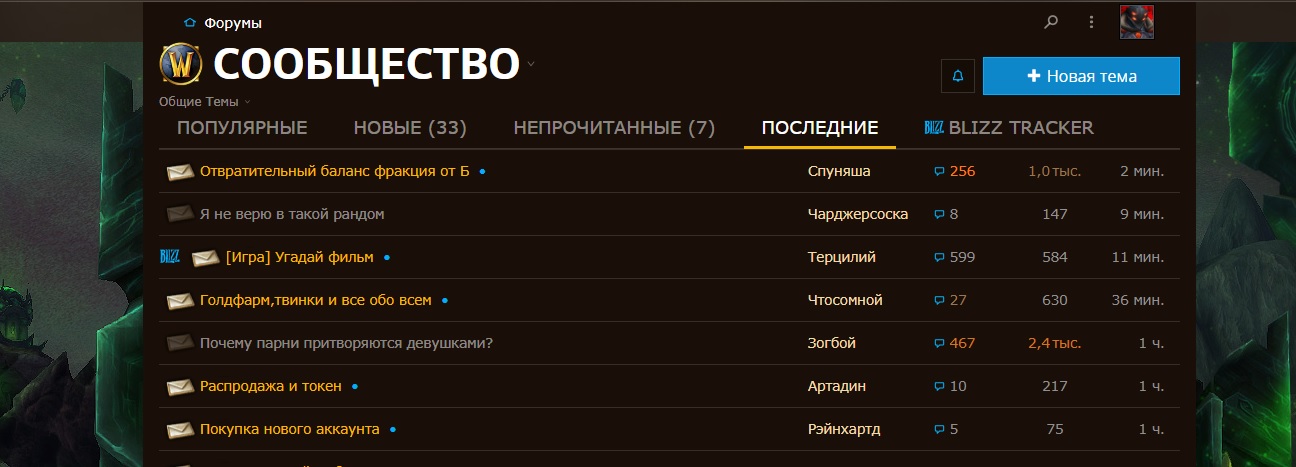 Форумы
СООБЩЕСТВО
Новая тема
Общие Темы
ПОПУЛЯРНЫЕ НОВЫЕ (33) НЕПРОЧИТАННЫЕ (7) ПОСЛЕДНИЕ BLIZZ BLIZZ TRACKER
Отвратительный баланс фракция от Б Спуняша 256 1,0 тыс. 2 мин.
Я не верю в такой рандом Чарджерсоска 8 147 9 мин.
BLIZZ [Игра] Угадай фильм Терцилий 599 584 11 мин.
Голдфарм,твинки и все обо всем Чтосомной 27 630 36 мин.
Почему парни притворяются девушками? Зогбой 467 2,4 тыс. 1 ч.
Распродажа и токен Артадин 10 217 1 ч.
Покупка нового аккаунта Рэйнхартд 5 75 1 ч.